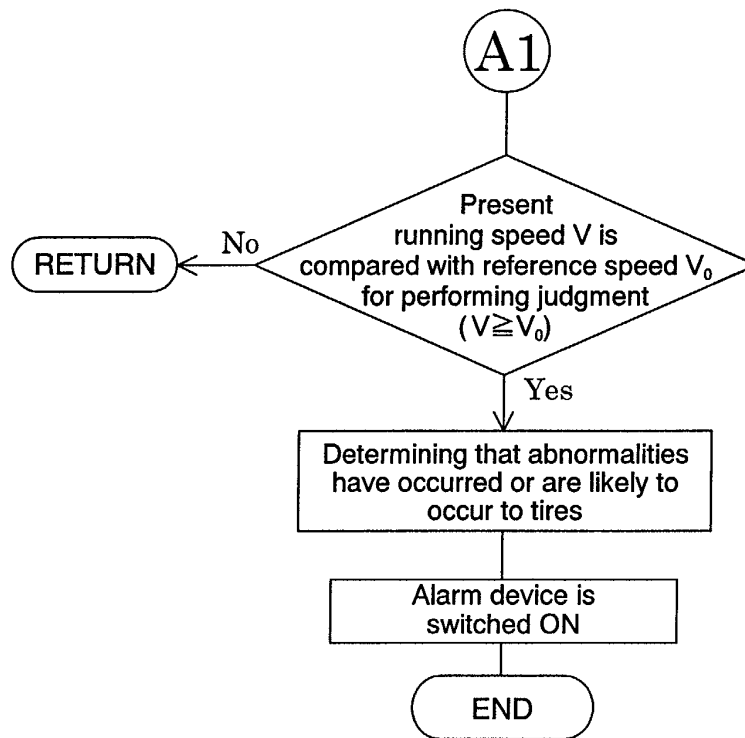 A1
Present
running speed V is
compared with reference speed V₀
for performing judgment
(V≧V₀)
No
RETURN
Yes
Determining that abnormalities
have occurred or are likely to
occur to tires
Alarm device is
switched ON
END